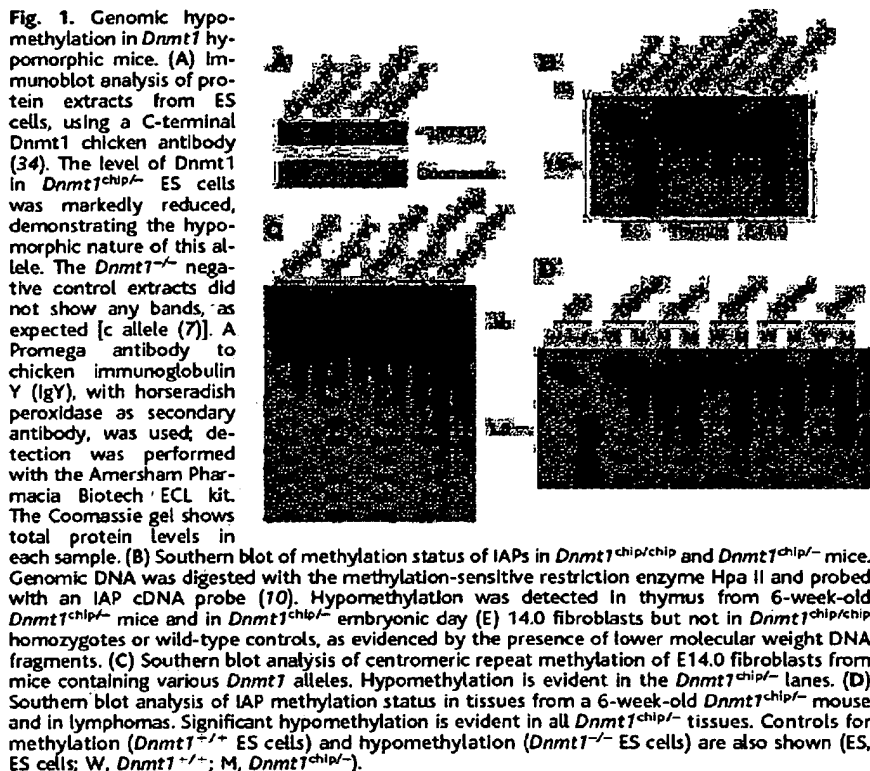 Fig. 1. Genomic hypo-
methylation in Dnmt1 hy-
pomorphic mice. (A) Im-
munoblot analysis of pro-
tein extracts from ES
cells, using a C-terminal
Dnmt1 chicken antibody
(34). The level of Dnmt1
in Dnmt1chip/– ES cells
was markedly reduced,
demonstrating the hypo-
morphic nature of this al-
lele. The Dnmt1–/– nega-
tive control extracts did
not show any bands, as
expected [c allele (7)]. A
Promega antibody to
chicken immunoglobulin
Y (IgY), with horseradish
peroxidase as secondary
antibody, was used; de-
tection was performed
with the Amersham Phar-
macia Biotech ECL kit.
The Coomassie gel shows
total protein levels in
each sample. (B) Southern blot of methylation status of IAPs in Dnmt1chip/chip and Dnmt1chip/– mice.
Genomic DNA was digested with the methylation-sensitive restriction enzyme Hpa II and probed
with an IAP cDNA probe (10). Hypomethylation was detected in thymus from 6-week-old
Dnmt1chip/– mice and in Dnmt1chip/– embryonic day (E) 14.0 fibroblasts but not in Dnmt1chip/chip
homozygotes or wild-type controls, as evidenced by the presence of lower molecular weight DNA
fragments. (C) Southern blot analysis of centromeric repeat methylation of E14.0 fibroblasts from
mice containing various Dnmt1 alleles. Hypomethylation is evident in the Dnmt1chip/– lanes. (D)
Southern blot analysis of IAP methylation status in tissues from a 6-week-old Dnmt1chip/– mouse
and in lymphomas. Significant hypomethylation is evident in all Dnmt1chip/– tissues. Controls for
methylation (Dnmt1+/+ ES cells) and hypomethylation (Dnmt1–/– ES cells) are also shown (ES,
ES cells; W, Dnmt1+/+; M, Dnmt1chip/–).
A
Coomassie
C
D